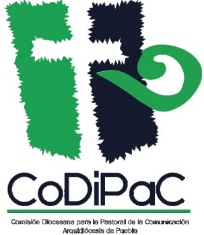 CoDiPaC
Comisión Diocesana para la Pastoral de la Comunicación
Arquidiócesis de Puebla